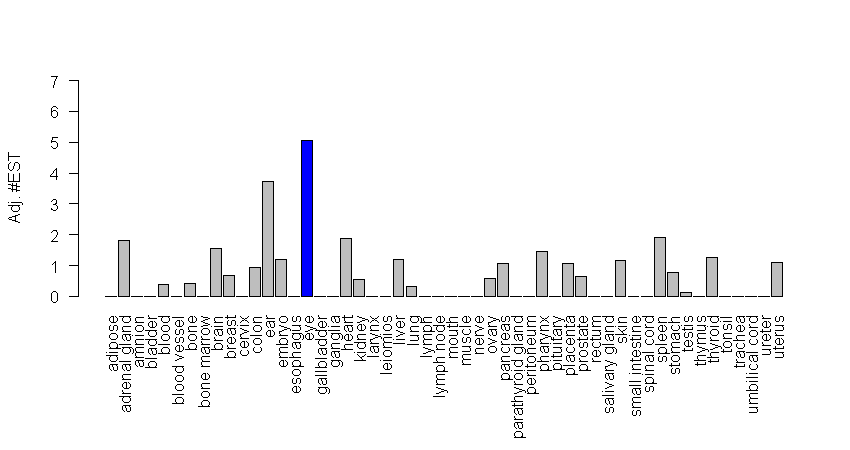 7
6
5
4
3
2
1
0
Adj. #EST
adipose
adrenal gland
amnion
bladder
blood
blood vessel
bone
bone marrow
brain
breast
cervix
colon
ear
embryo
esophagus
eye
gallbladder
ganglia
heart
kidney
larynx
leiomios
liver
lung
lymph
lymph node
mouth
muscle
nerve
ovary
pancreas
parathyroid gland
peritoneum
pharynx
pituitary
placenta
prostate
rectum
salivary gland
skin
small intestine
spinal cord
spleen
stomach
testis
thymus
thyroid
tonsil
trachea
umbilical cord
ureter
uterus